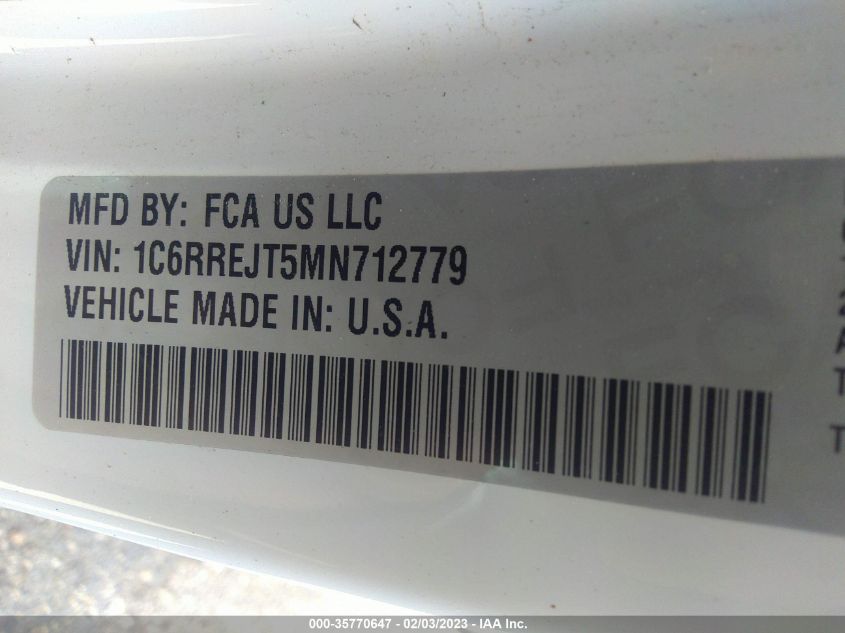 MFD BY: FCA US LLC
VIN: 1C6RREJT5MN712779
VEHICLE MADE IN: U.S.A.
000-35770647 - 02/03/2023 - IAA Inc.